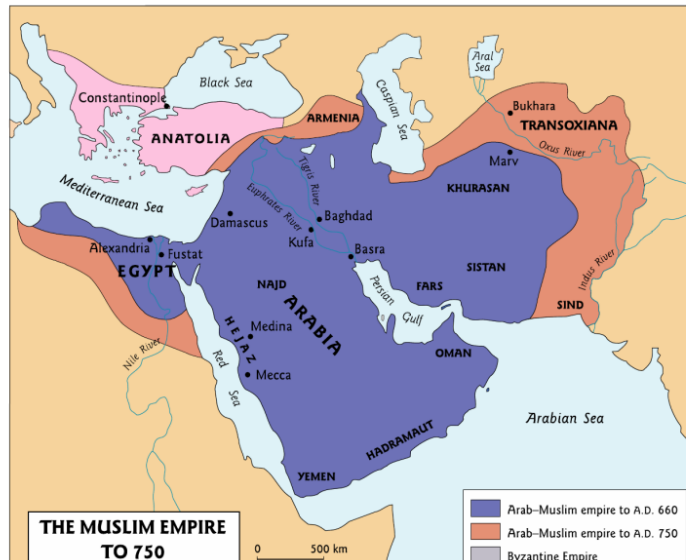 Aral
Sea
Black Sea
Constantinople
Caspian Sea
Bukhara
ARMENIA
TRANSOXIANA
ANATOLIA
Oxus River
Marv
Tigris River
KHURASAN
Mediterranean Sea
Euphrates River
Damascus
Baghdad
Kufa
Alexandria
Basra
Fustat
EGYPT
SISTAN
Indus River
NAJD
FARS
ARABIA
Persian
Gulf
SIND
HEJAZ
Medina
Nile River
Red
Sea
OMAN
Mecca
Arabian Sea
HADRAMAUT
YEMEN
THE MUSLIM EMPIRE
TO 750
0 500 km
Arab–Muslim empire to A.D. 660
Arab–Muslim empire to A.D. 750
Byzantine Empire